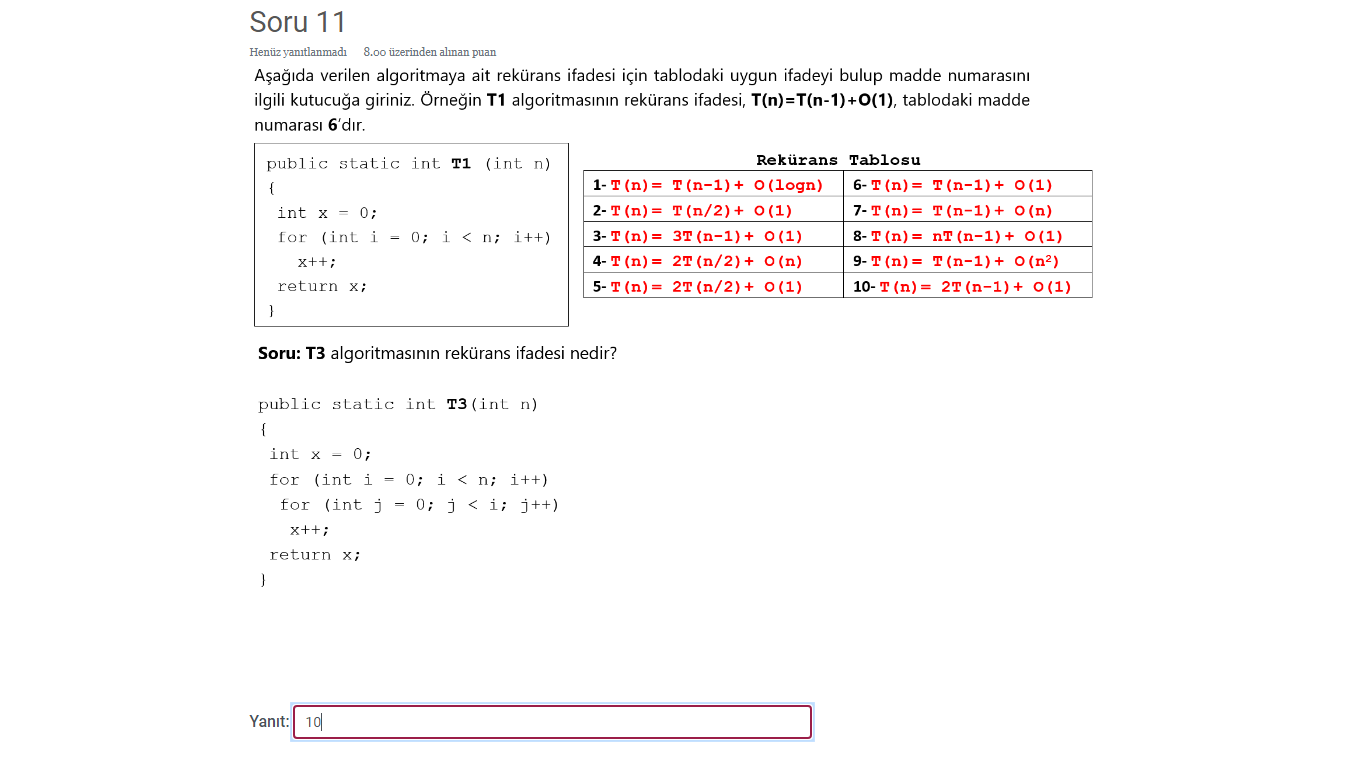 Soru 11
Henüz yanıtlanmadı 8.00 üzerinden alınan puan
Aşağıda verilen algoritmaya ait rekürans ifadesi için tablodaki uygun ifadeyi bulup madde numarasını
ilgili kutucuğa giriniz. Örneğin T1 algoritmasının rekürans ifadesi, T(n)=T(n-1)+O(1), tablodaki madde
numarası 6'dır.
public static int T1 (int n)
{
int x = 0;
for (int i = 0; i < n; i++)
x++;
return x;
}
Rekürans Tablosu
1- T(n)= T(n-1)+ O(logn) 6- T(n)= T(n-1)+ O(1)
2- T(n)= T(n/2)+ O(1) 7- T(n)= T(n-1)+ O(n)
3- T(n)= 3T(n-1)+ O(1) 8- T(n)= nT(n-1)+ O(1)
4- T(n)= 2T(n/2)+ O(n) 9- T(n)= T(n-1)+ O(n²)
5- T(n)= 2T(n/2)+ O(1) 10- T(n)= 2T(n-1)+ O(1)
Soru: T3 algoritmasının rekürans ifadesi nedir?
public static int T3(int n)
{
int x = 0;
for (int i = 0; i < n; i++)
for (int j = 0; j < i; j++)
x++;
return x;
}
Yanıt: 10